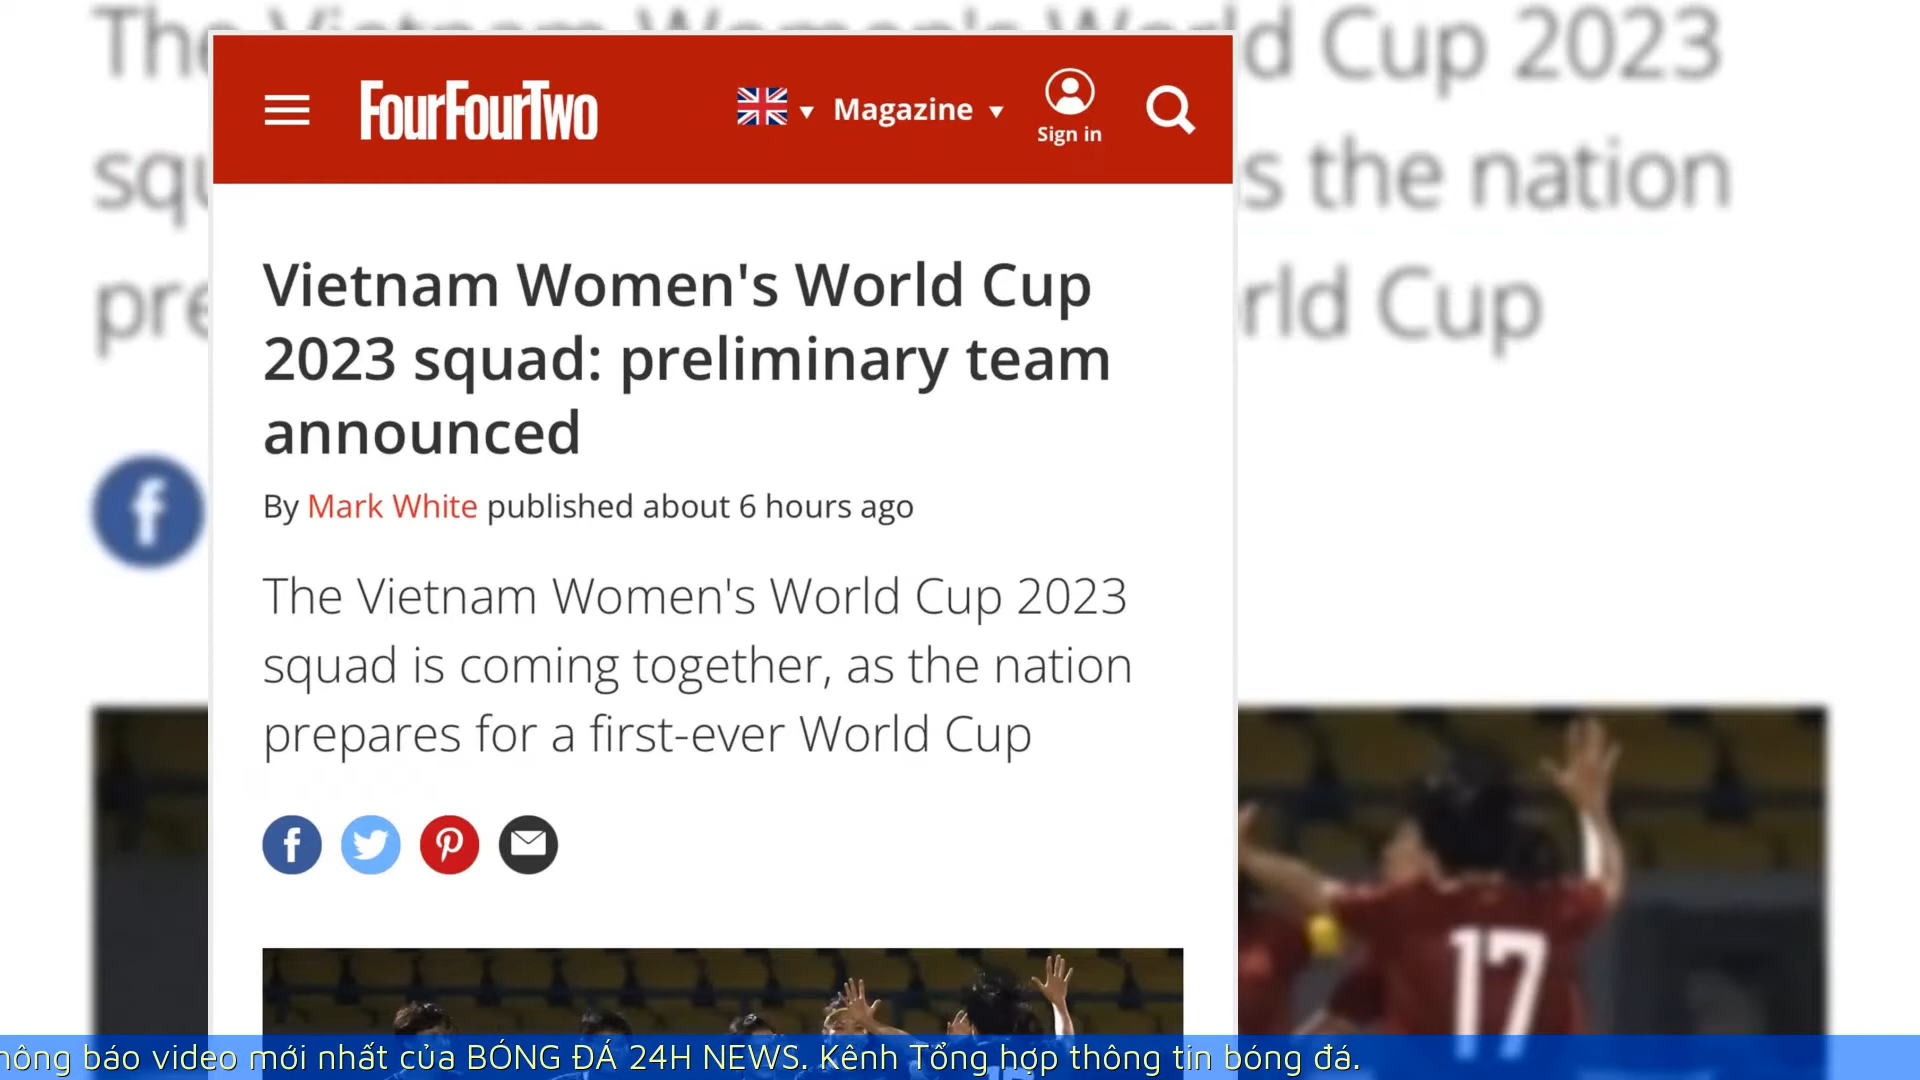 FourFourTwo
Magazine
Sign in
Vietnam Women's World Cup
2023 squad: preliminary team
announced
By Mark White published about 6 hours ago
The Vietnam Women's World Cup 2023
squad is coming together, as the nation
prepares for a first-ever World Cup
17
báo video mới nhất của BÓNG ĐÁ 24H NEWS. Kênh Tổng hợp thông tin bóng đá.